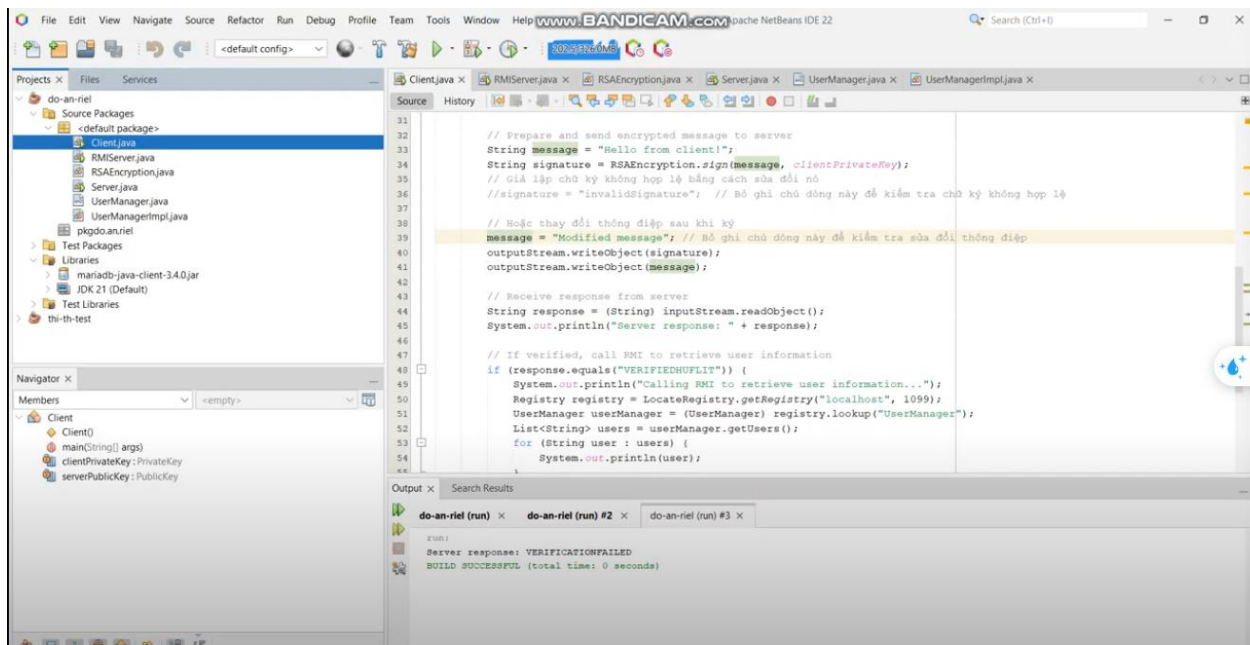 File Edit View Navigate Source Refactor Run Debug Profile Team Tools Window Help www.BANDICAM.com Apache NetBeans IDE 22 Search (Ctrl+I)
<default config> 202.5/326.0MB
Projects Files Services
do-an-riel
Source Packages
<default package>
Client.java
RMIServer.java
RSAEncryption.java
Server.java
UserManager.java
UserManagerImpl.java
pkgdo.an.riel
Test Packages
Libraries
mariadb-java-client-3.4.0.jar
JDK 21 (Default)
Test Libraries
thi-th-test
Navigator
Members <empty>
Client
Client()
main(String[] args)
clientPrivateKey : PrivateKey
serverPublicKey : PublicKey
Client.java RMIServer.java RSAEncryption.java Server.java UserManager.java UserManagerImpl.java
Source History
31
32 // Prepare and send encrypted message to server
33 String message = "Hello from client!";
34 String signature = RSAEncryption.sign(message, clientPrivateKey);
35 // Giả lập chữ ký không hợp lệ bằng cách sửa đổi nó
36 //signature = "invalidSignature"; // Bỏ ghi chú dòng này để kiểm tra chữ ký không hợp lệ
37
38 // Hoặc thay đổi thông điệp sau khi ký
39 message = "Modified message"; // Bỏ ghi chú dòng này để kiểm tra sửa đổi thông điệp
40 outputStream.writeObject(signature);
41 outputStream.writeObject(message);
42
43 // Receive response from server
44 String response = (String) inputStream.readObject();
45 System.out.println("Server response: " + response);
46
47 // If verified, call RMI to retrieve user information
48 if (response.equals("VERIFIEDHUFLIT")) {
49 System.out.println("Calling RMI to retrieve user information...");
50 Registry registry = LocateRegistry.getRegistry("localhost", 1099);
51 UserManager userManager = (UserManager) registry.lookup("UserManager");
52 List<String> users = userManager.getUsers();
53 for (String user : users) {
54 System.out.println(user);
Output Search Results
do-an-riel (run) do-an-riel (run) #2 do-an-riel (run) #3
run:
Server response: VERIFICATIONFAILED
BUILD SUCCESSFUL (total time: 0 seconds)